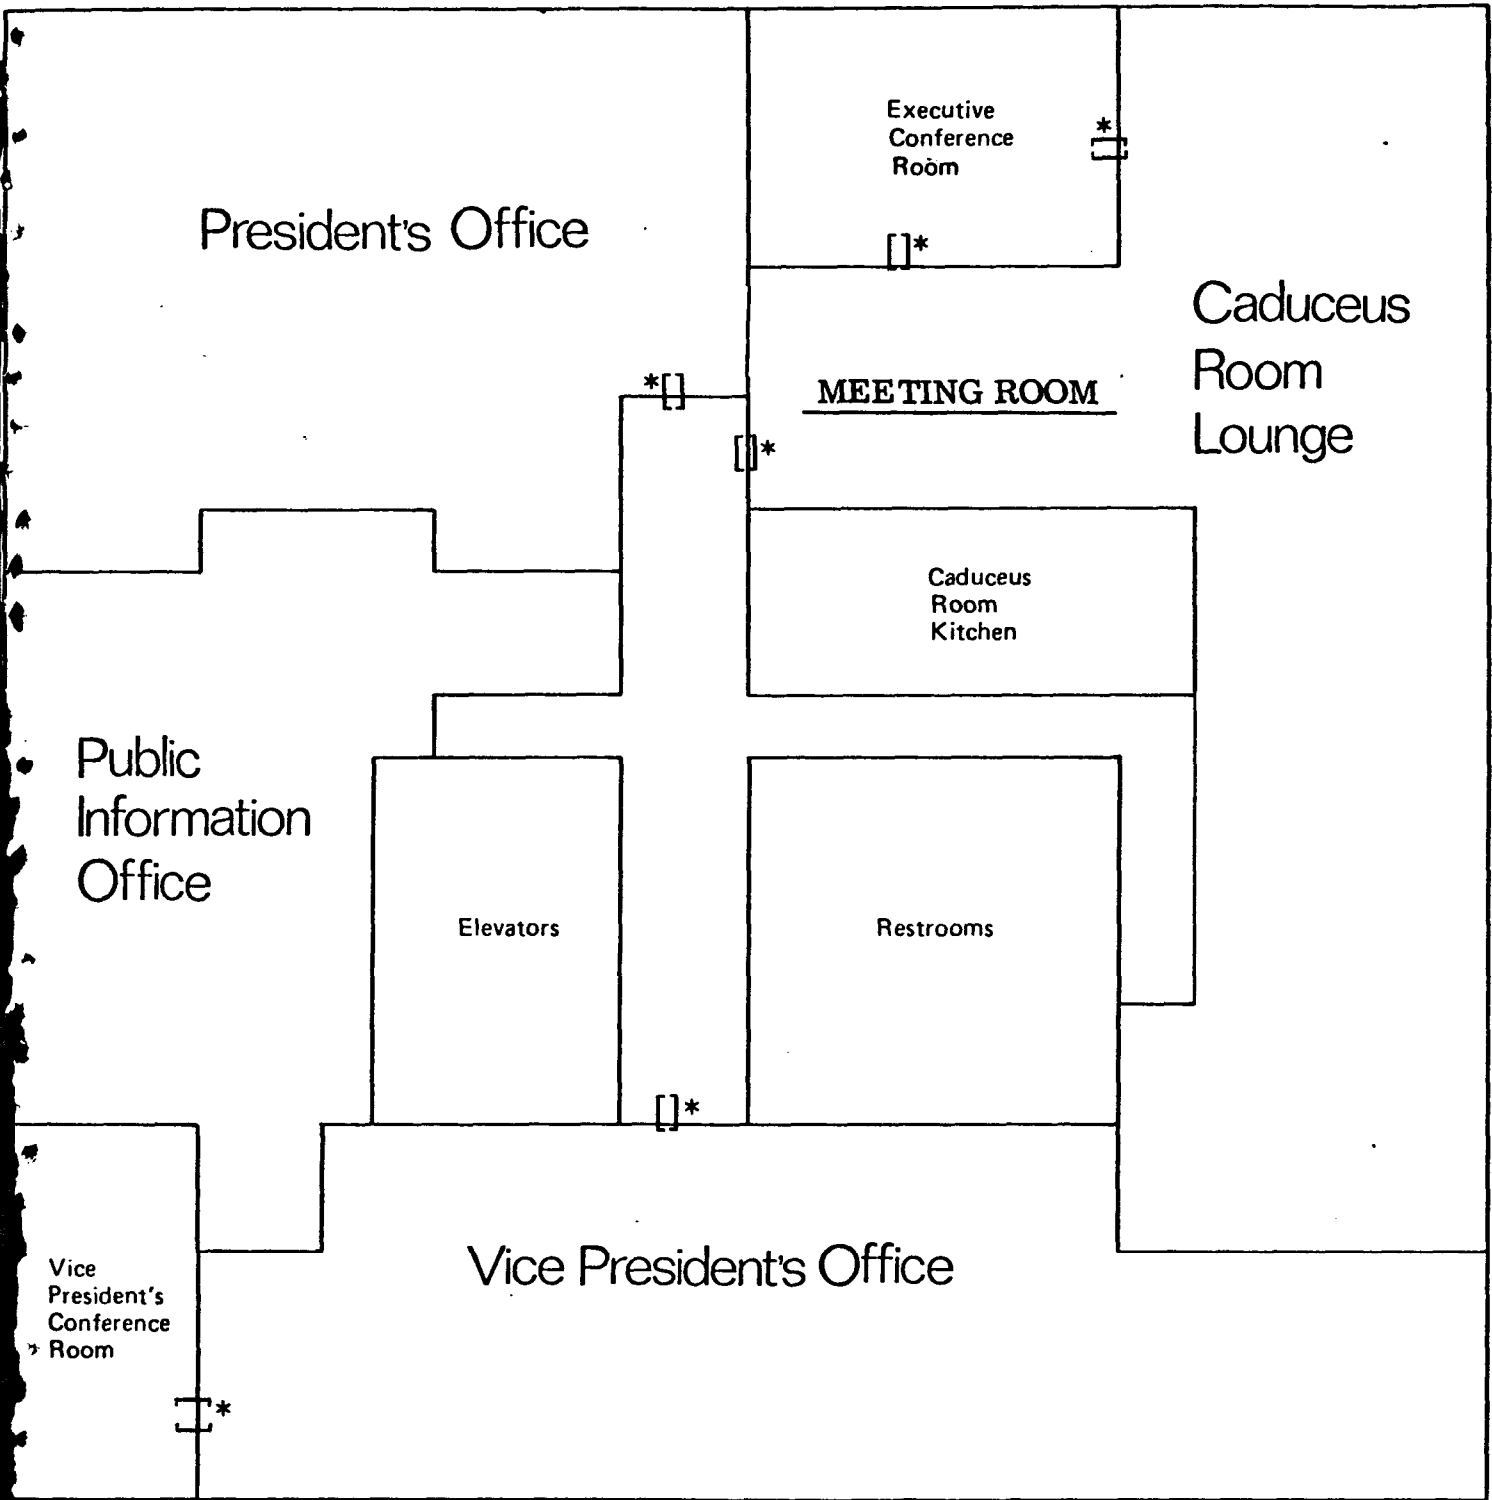 Executive
Conference
Room
*
*
President's Office
Caduceus
Room
Lounge
*
MEETING ROOM
*
Caduceus
Room
Kitchen
Public
Information
Office
Elevators
Restrooms
*
Vice President's Office
Vice
President's
Conference
Room
*